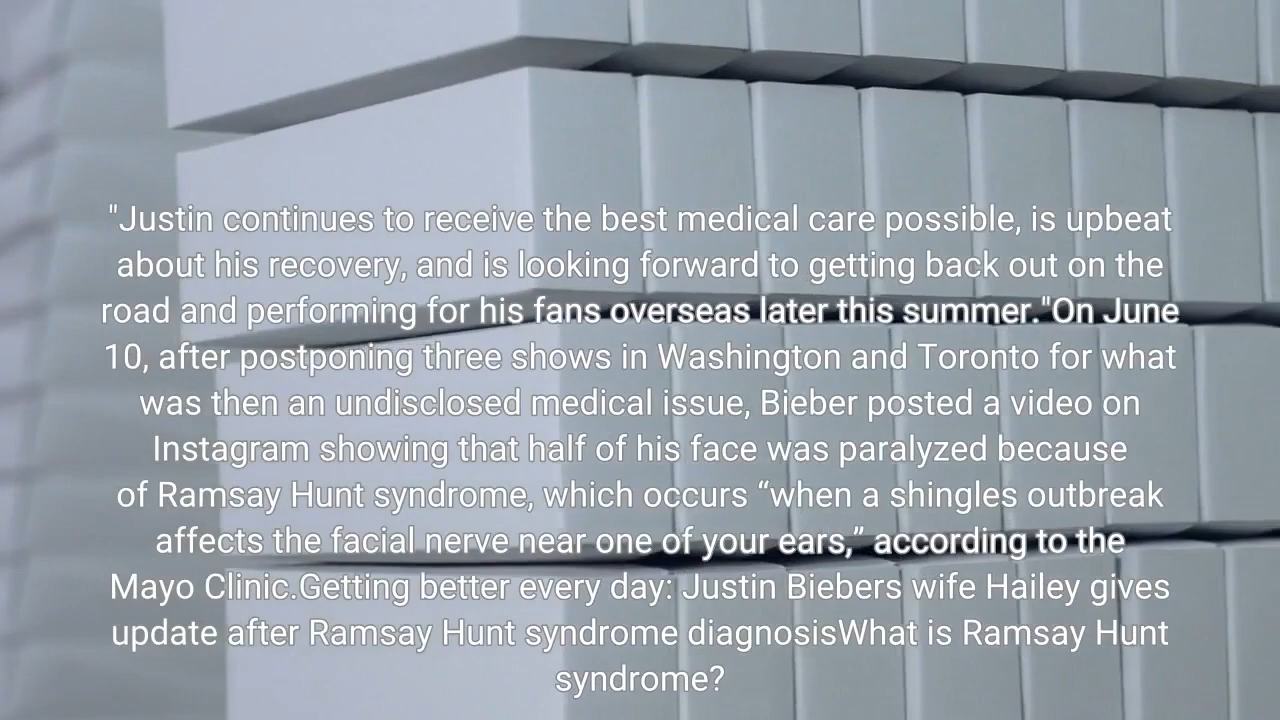 "Justin continues to receive the best medical care possible, is upbeat
about his recovery, and is looking forward to getting back out on the
road and performing for his fans overseas later this summer."On June
10, after postponing three shows in Washington and Toronto for what
was then an undisclosed medical issue, Bieber posted a video on
Instagram showing that half of his face was paralyzed because
of Ramsay Hunt syndrome, which occurs “when a shingles outbreak
affects the facial nerve near one of your ears,” according to the
Mayo Clinic.Getting better every day: Justin Biebers wife Hailey gives
update after Ramsay Hunt syndrome diagnosisWhat is Ramsay Hunt
syndrome?